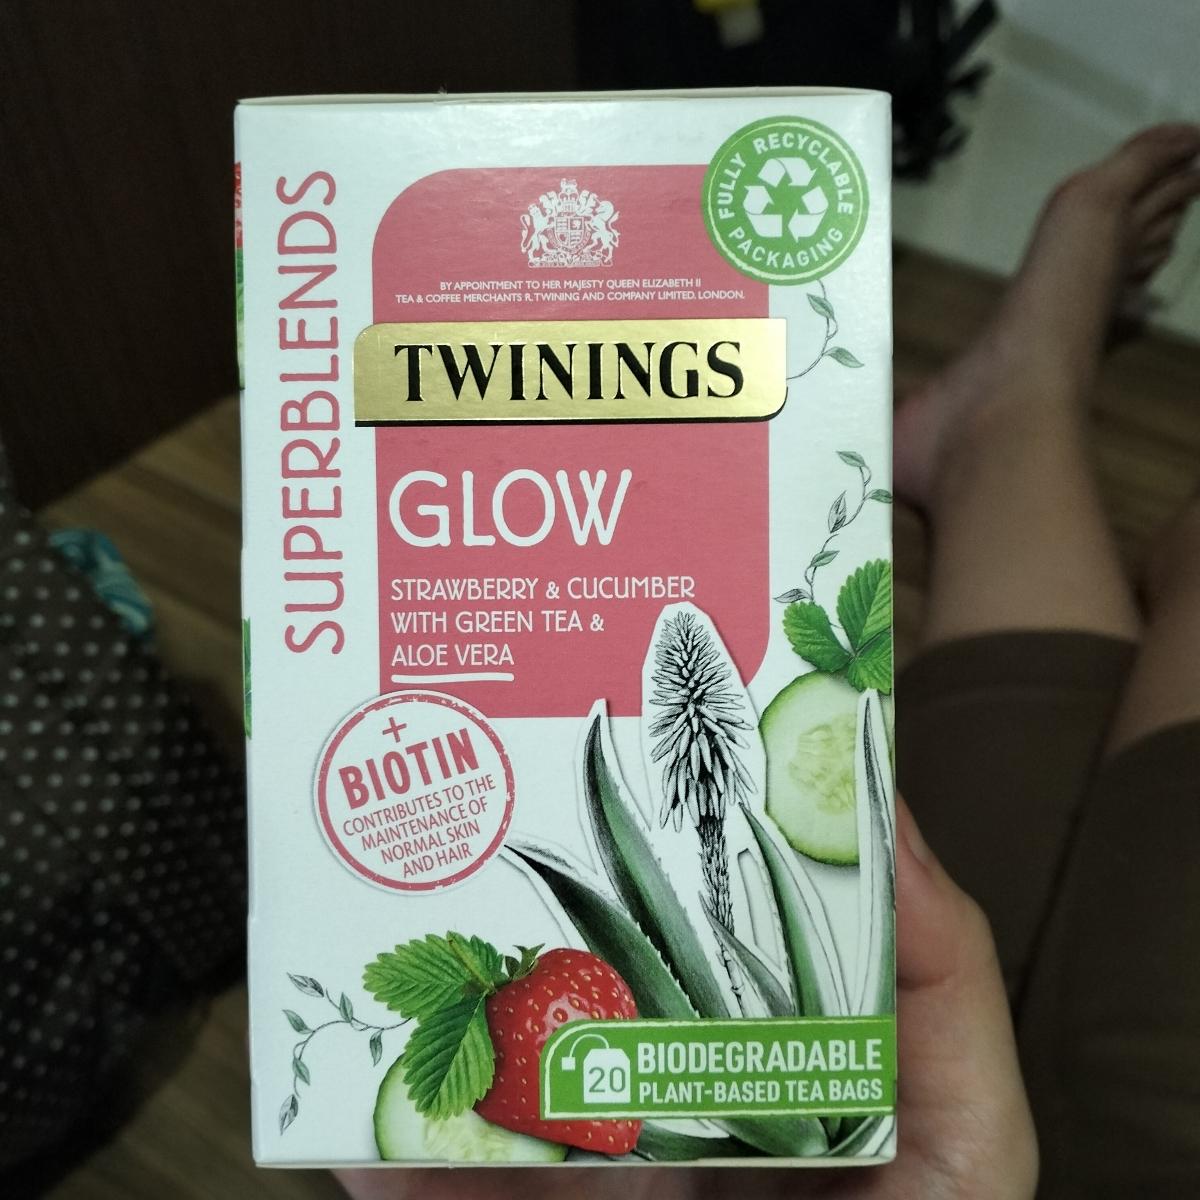 SUPERBLENDS
FULLY RECYCLABLE
PACKAGING
BY APPOINTMENT TO HER MAJESTY QUEEN ELIZABETH II
TEA & COFFEE MERCHANTS R. TWINING AND COMPANY LIMITED. LONDON.
TWININGS
GLOW
STRAWBERRY & CUCUMBER
WITH GREEN TEA &
ALOE VERA
+
BIOTIN
CONTRIBUTES TO THE
MAINTENANCE OF
NORMAL SKIN
AND HAIR
20
BIODEGRADABLE
PLANT-BASED TEA BAGS